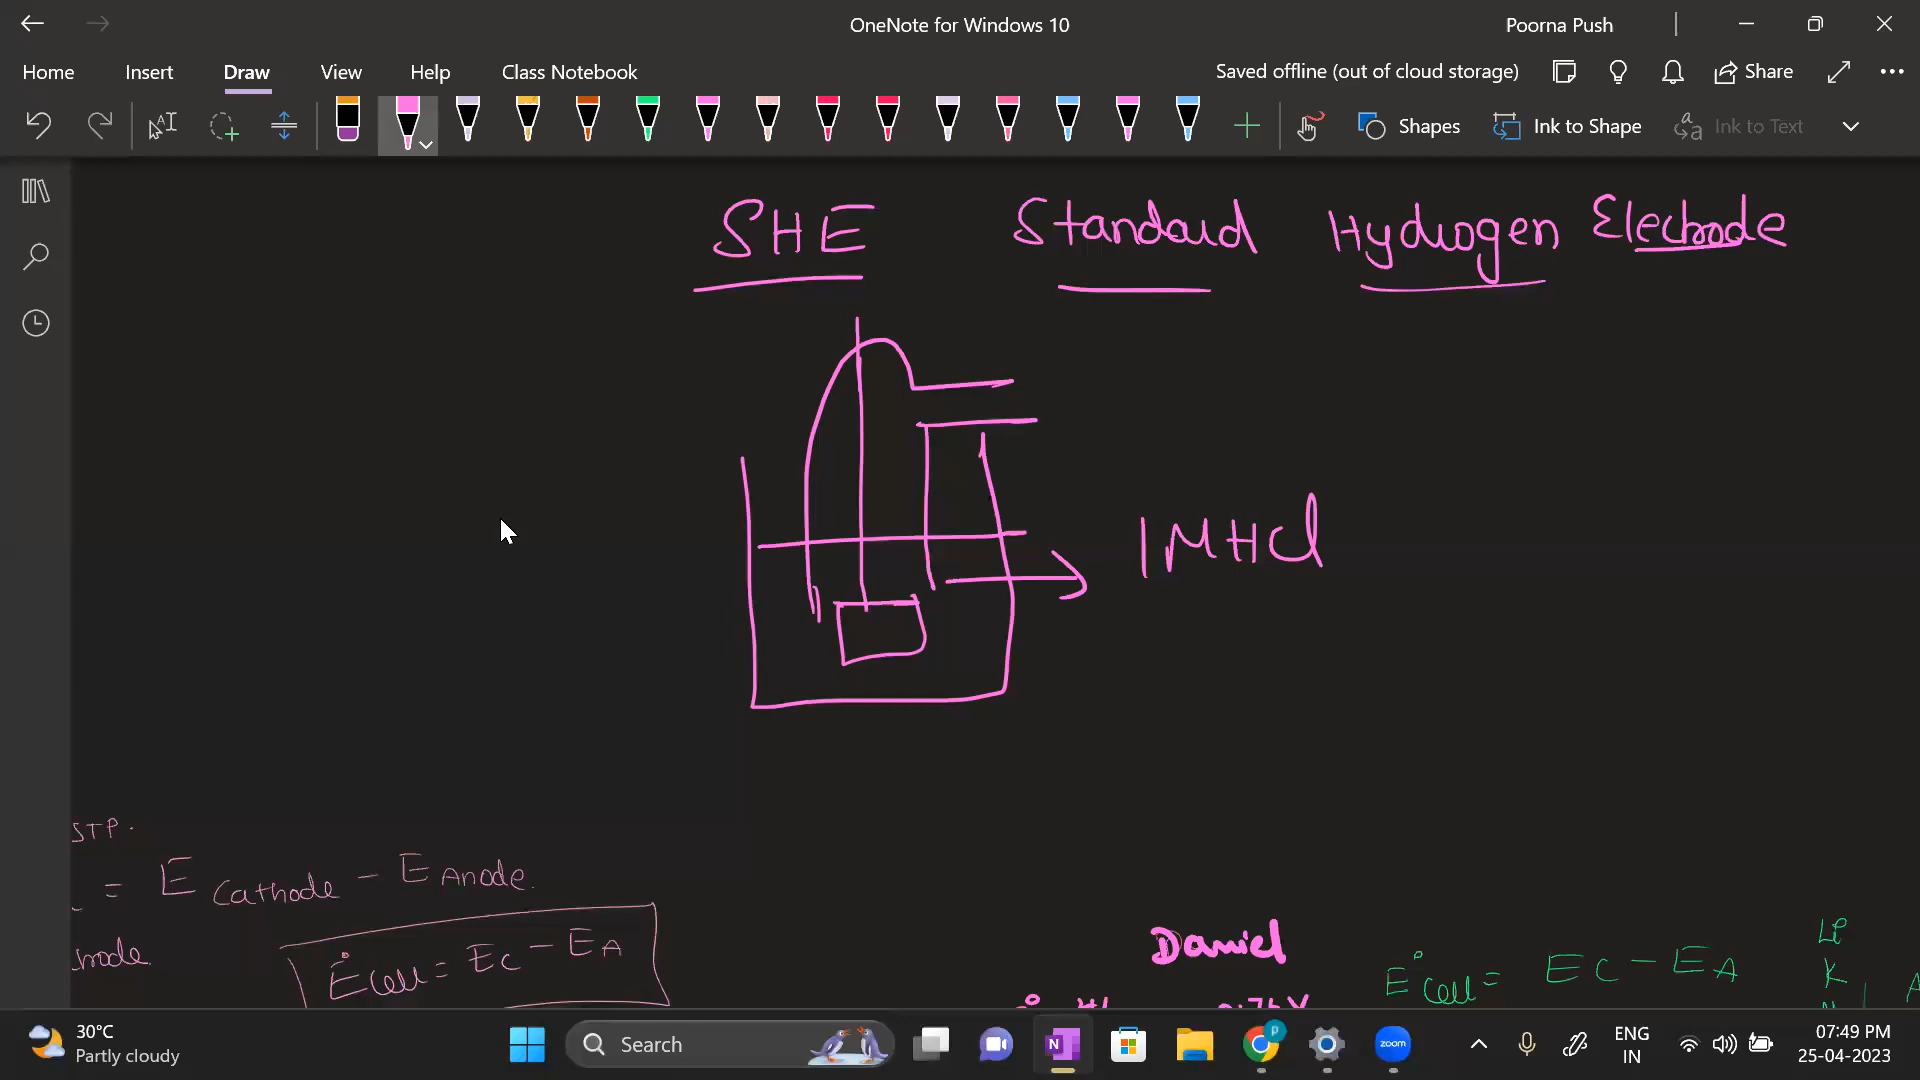 OneNote for Windows 10
Poorna Push
Home Insert Draw View Help Class Notebook
Saved offline (out of cloud storage)
Share
Shapes
Ink to Shape
Ink to Text
SHE Standard Hydrogen Electrode
1MHCl
STP.
= E Cathode - E Anode.
E°cell = EC - EA
Daniel
E°cell = EC - EA
Li
K
30°C
Partly cloudy
Search
zoom
ENG
IN
07:49 PM
25-04-2023